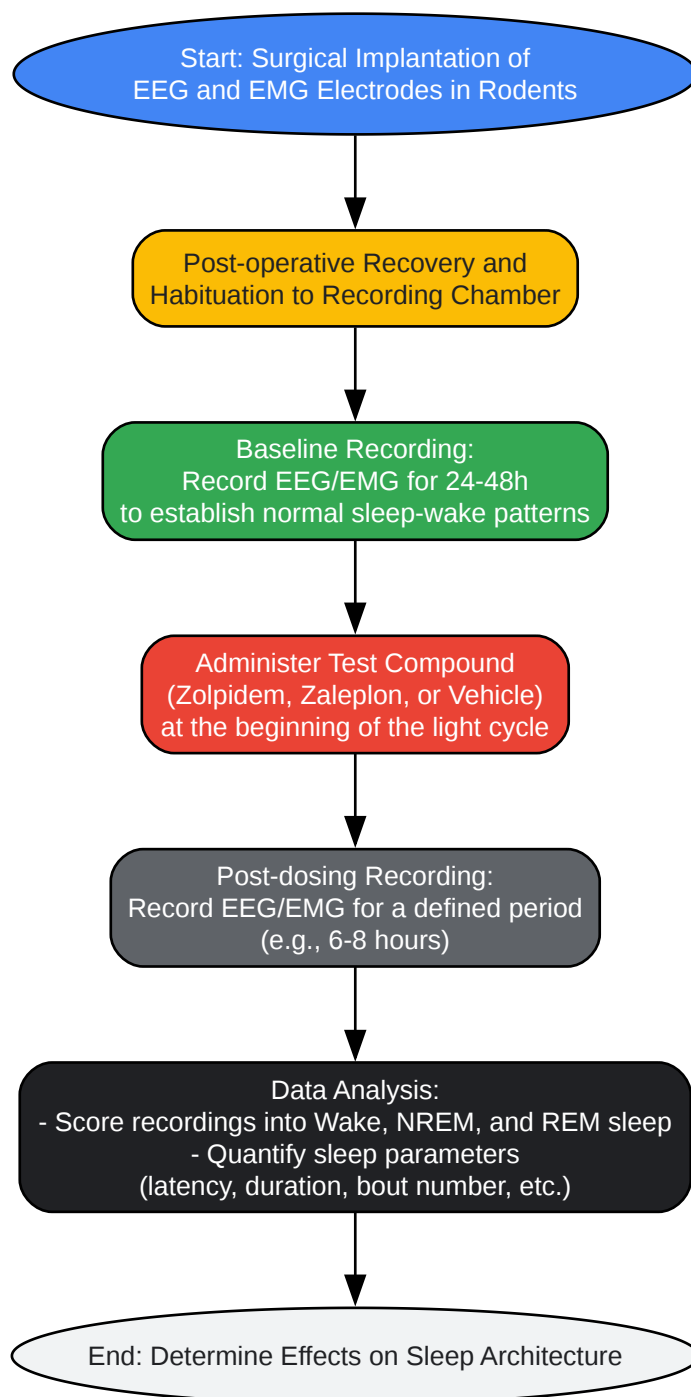 Start: Surgical Implantation of
EEG and EMG Electrodes in Rodents
Post-operative Recovery and
Habituation to Recording Chamber
Baseline Recording:
Record EEG/EMG for 24-48h
to establish normal sleep-wake patterns
Administer Test Compound
(Zolpidem, Zaleplon, or Vehicle)
at the beginning of the light cycle
Post-dosing Recording:
Record EEG/EMG for a defined period
(e.g., 6-8 hours)
Data Analysis:
- Score recordings into Wake, NREM, and REM sleep
- Quantify sleep parameters
(latency, duration, bout number, etc.)
End: Determine Effects on Sleep Architecture